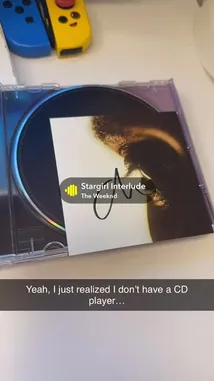 Stargirl Interlude
The Weeknd
Yeah, I just realized I don't have a CD
player...